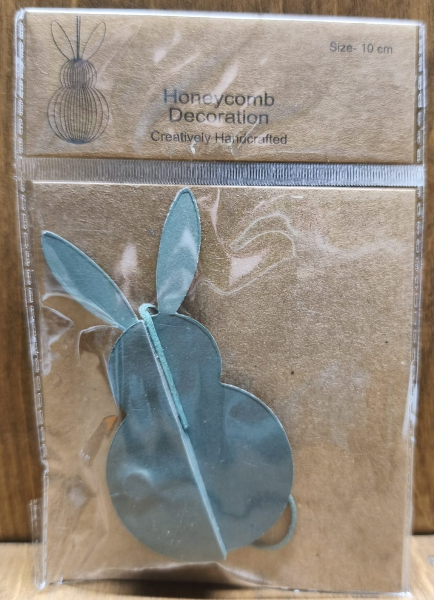 Size- 10 cm
Honeycomb
Decoration
Creatively Handcrafted